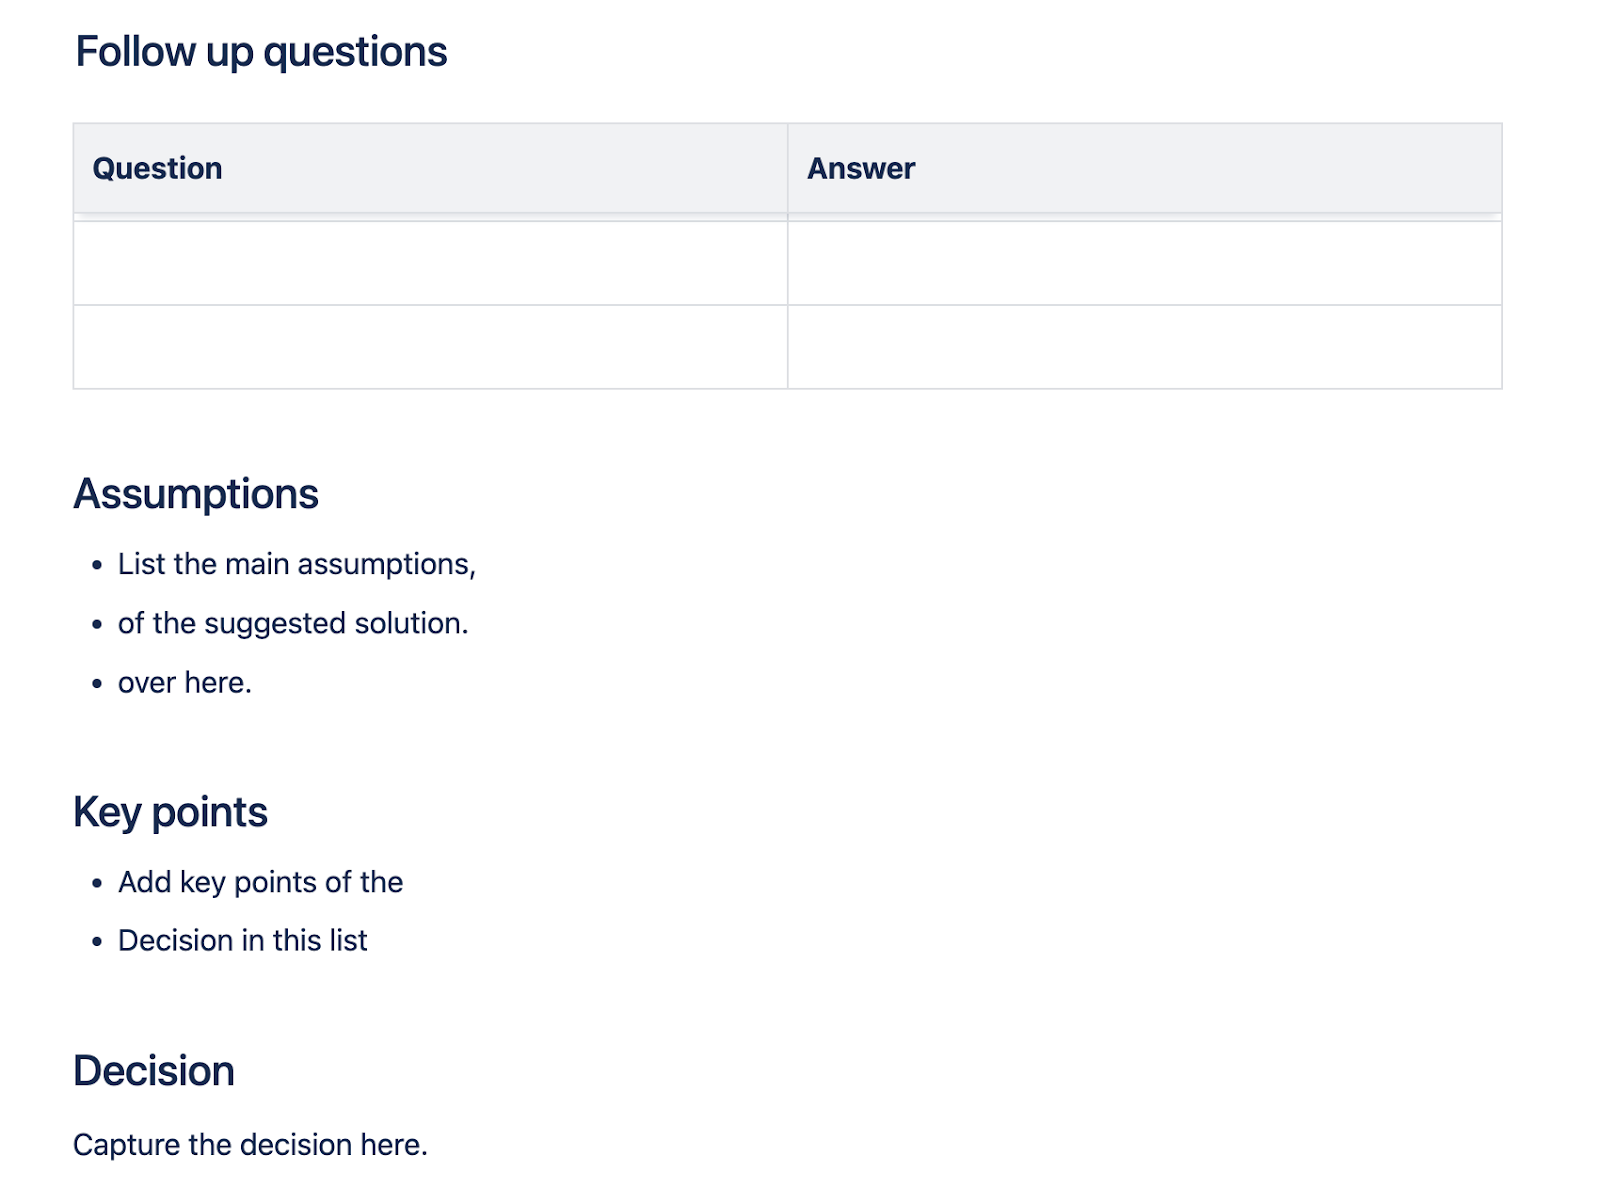 Follow up questions
Question Answer
Assumptions
List the main assumptions,
of the suggested solution.
over here.
Key points
Add key points of the
Decision in this list
Decision
Capture the decision here.